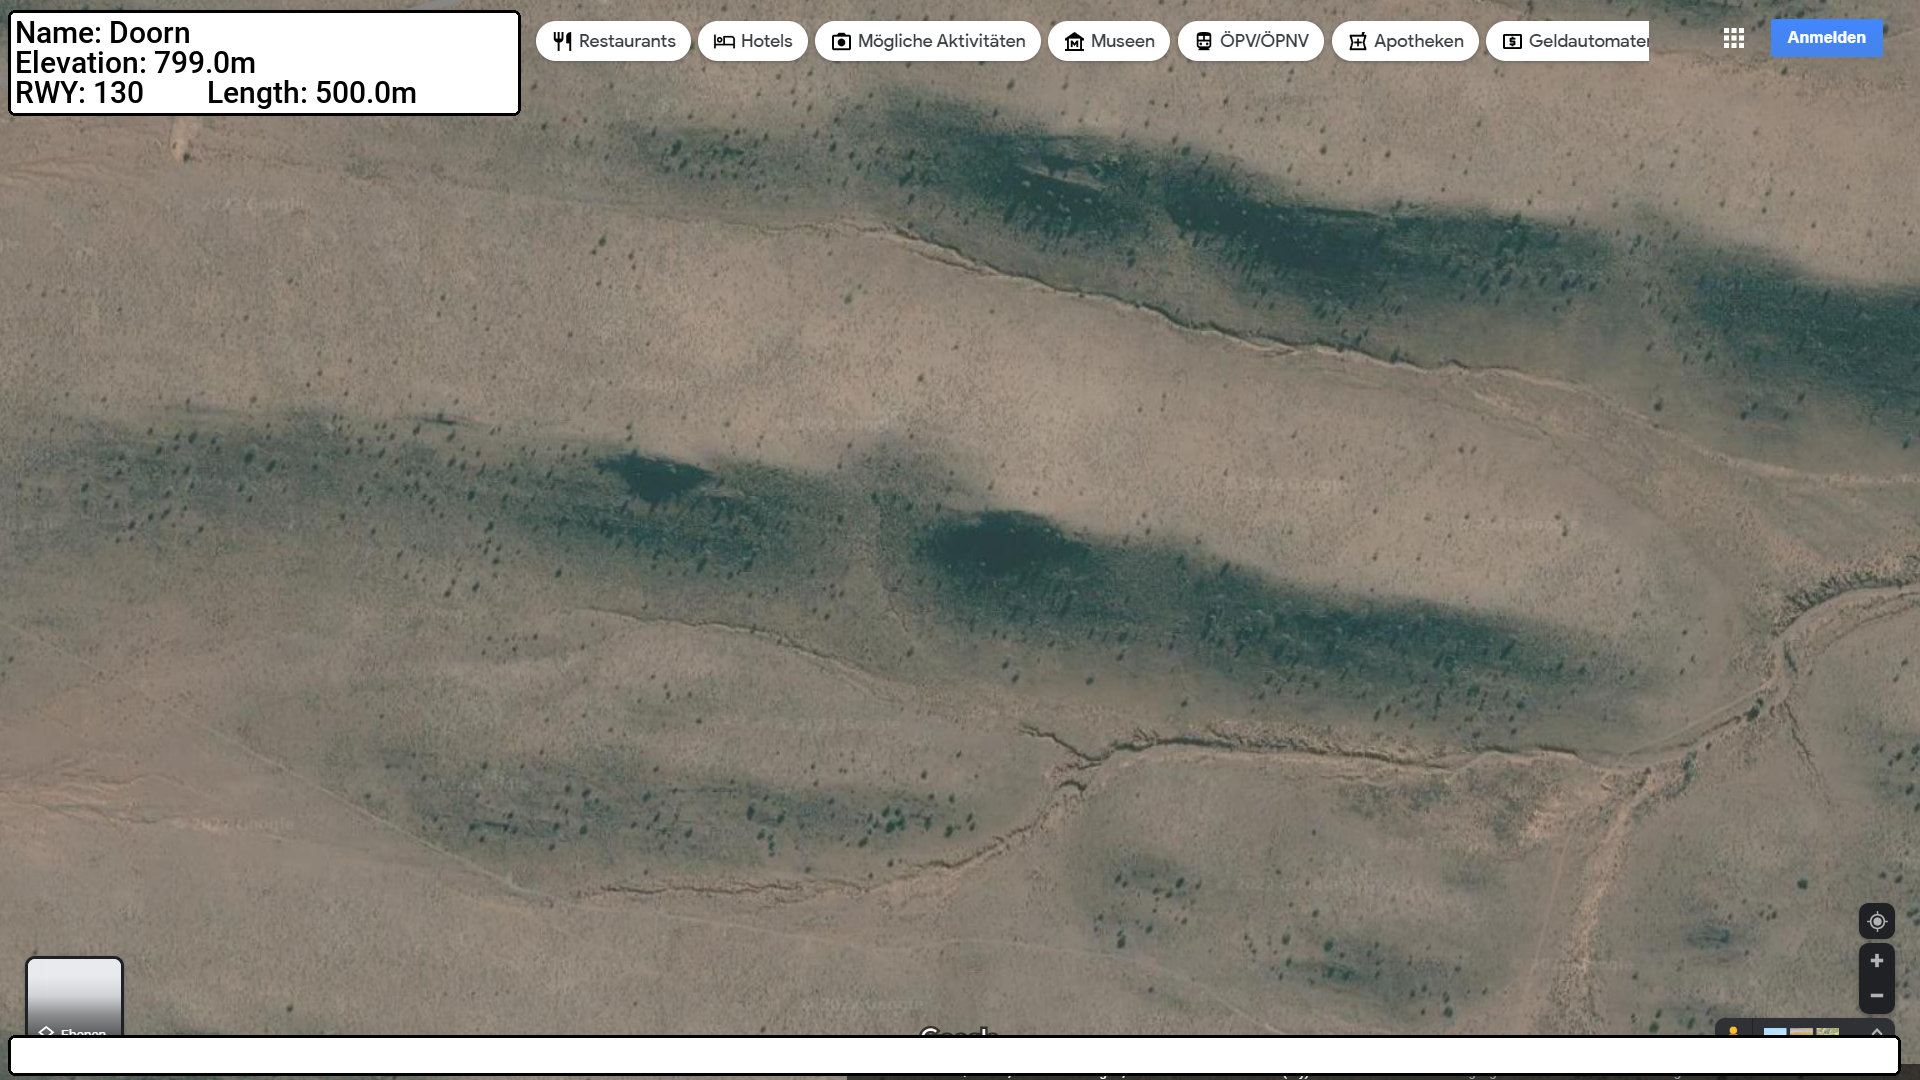 Name: Doorn
Elevation: 799.0m
RWY: 130 Length: 500.0m
Restaurants
Hotels
Mögliche Aktivitäten
Museen
ÖPV/ÖPNV
Apotheken
Geldautomaten
Anmelden
Ebenen
Google